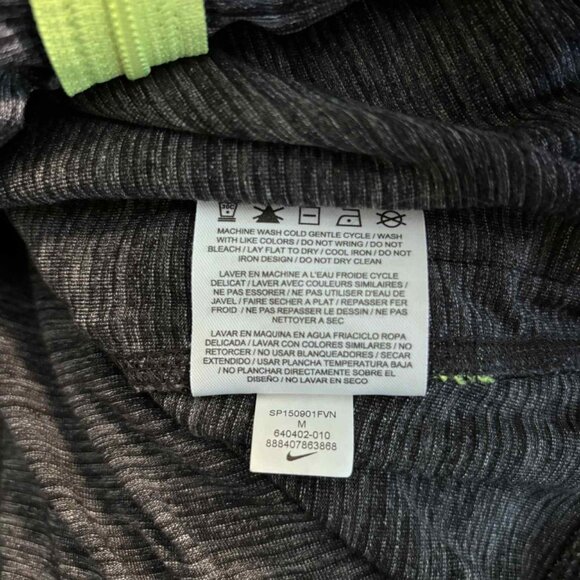 MACHINE WASH COLD GENTLE CYCLE / WASH
WITH LIKE COLORS / DO NOT WRING / DO NOT
BLEACH / LAY FLAT TO DRY / COOL IRON / DO NOT
IRON DESIGN / DO NOT DRY CLEAN
LAVER EN MACHINE A L'EAU FROIDE CYCLE
DELICAT / LAVER AVEC COULEURS SIMILAIRES /
NE PAS ESSORER / NE PAS UTILISER D'EAU DE
JAVEL / FAIRE SECHER A PLAT / REPASSER FER
FROID / NE PAS REPASSER LE DESSIN / NE PAS
NETTOYER A SEC
LAVAR EN MAQUINA EN AGUA FRIACICLO ROPA
DELICADA / LAVAR CON COLORES SIMILARES / NO
RETORCER / NO USAR BLANQUEADORES / SECAR
EXTENDIDO / USAR PLANCHA TEMPERATURA BAJA
/ NO PLANCHAR DIRECTAMENTE SOBRE EL
DISEÑO / NO LAVAR EN SECO
SP150901FVN
M
640402-010
888407863868